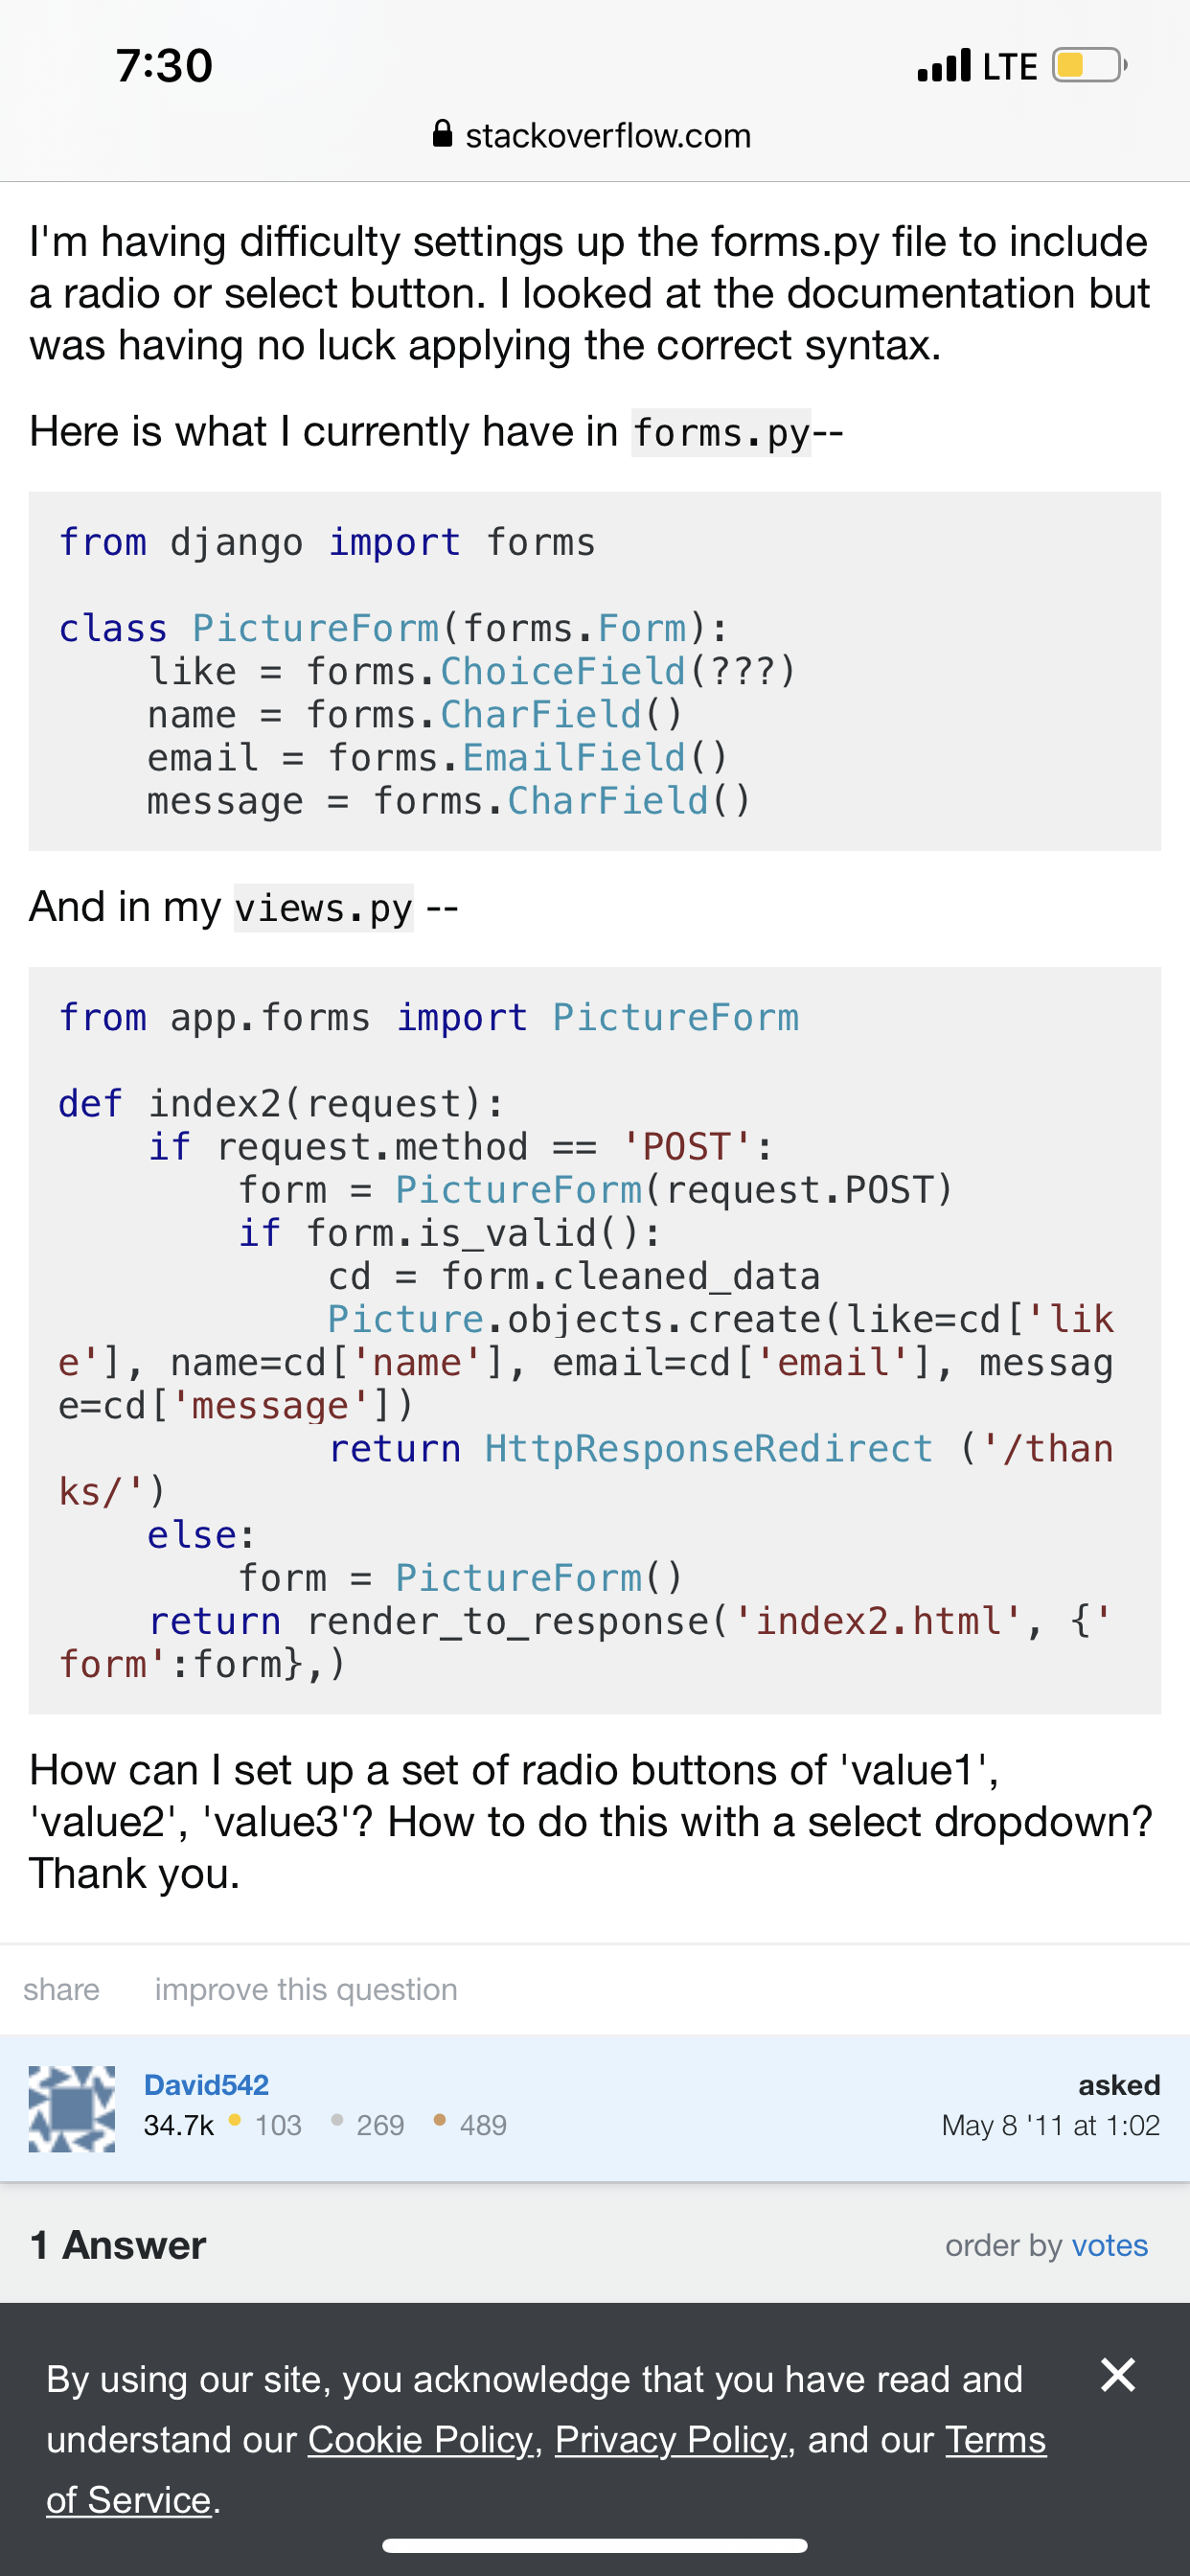 7:30
LTE
stackoverflow.com
I'm having difficulty settings up the forms.py file to include
a radio or select button. I looked at the documentation but
was having no luck applying the correct syntax.
Here is what I currently have in forms.py--
from django import forms
class PictureForm(forms.Form):
    like = forms.ChoiceField(???)
    name = forms.CharField()
    email = forms.EmailField()
    message = forms.CharField()
And in my views.py --
from app.forms import PictureForm
def index2(request):
    if request.method == 'POST':
        form = PictureForm(request.POST)
        if form.is_valid():
            cd = form.cleaned_data
            Picture.objects.create(like=cd['lik
e'], name=cd['name'], email=cd['email'], messag
e=cd['message'])
            return HttpResponseRedirect ('/than
ks/')
    else:
        form = PictureForm()
    return render_to_response('index2.html', {'
form':form},)
How can I set up a set of radio buttons of 'value1',
'value2', 'value3'? How to do this with a select dropdown?
Thank you.
share improve this question
David542
asked
34.7k 103 269 489
May 8 '11 at 1:02
1 Answer
order by votes
By using our site, you acknowledge that you have read and
understand our Cookie Policy, Privacy Policy, and our Terms
of Service.